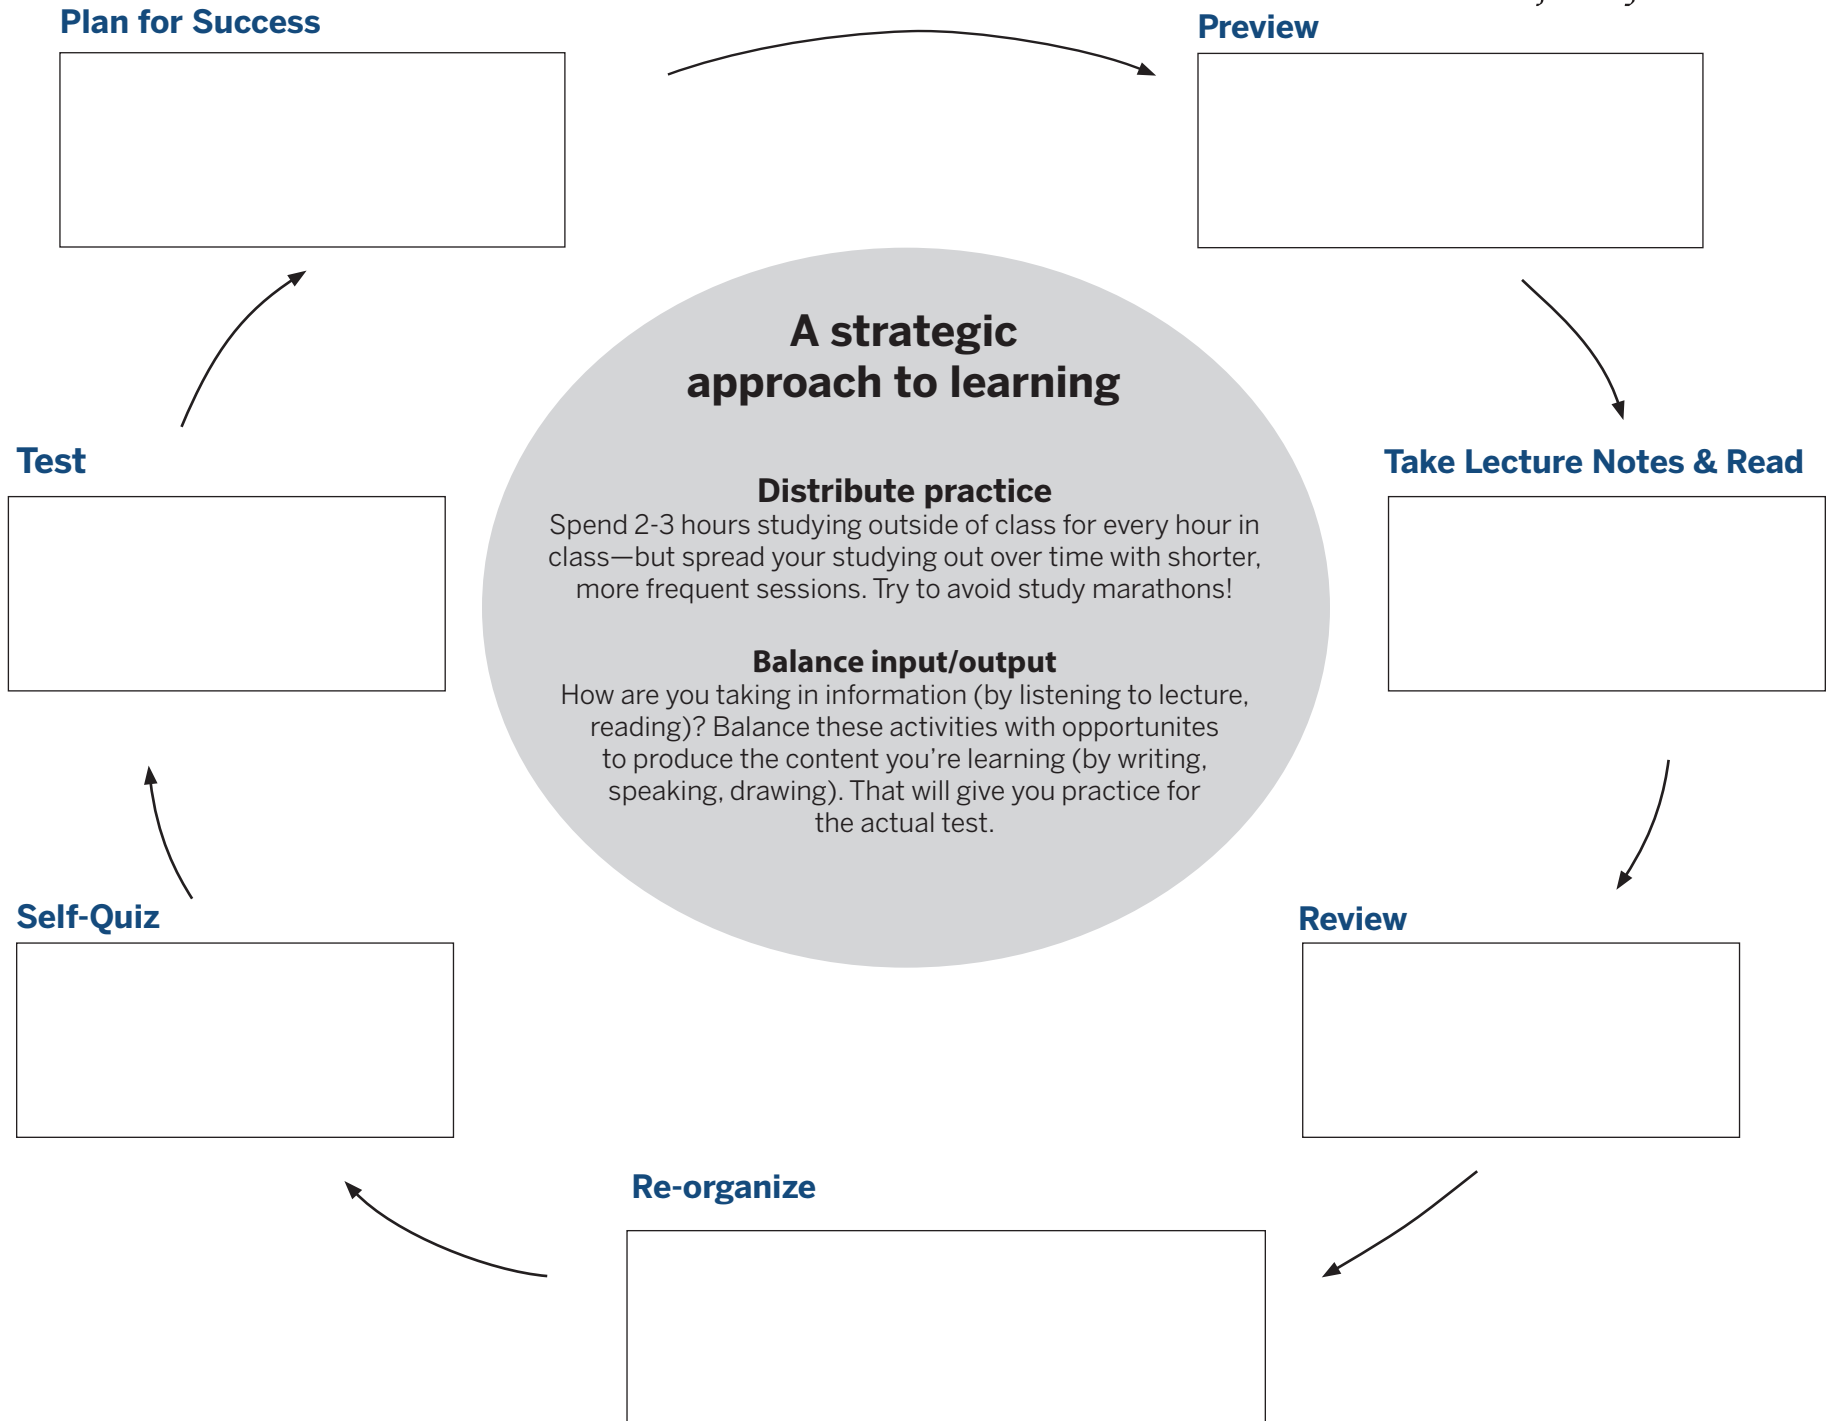 Plan for Success
Preview
A strategic
approach to learning
Distribute practice
Spend 2-3 hours studying outside of class for every hour in
class—but spread your studying out over time with shorter,
more frequent sessions. Try to avoid study marathons!
Balance input/output
How are you taking in information (by listening to lecture,
reading)? Balance these activities with opportunites
to produce the content you're learning (by writing,
speaking, drawing). That will give you practice for
the actual test.
Take Lecture Notes & Read
Review
Re-organize
Self-Quiz
Test